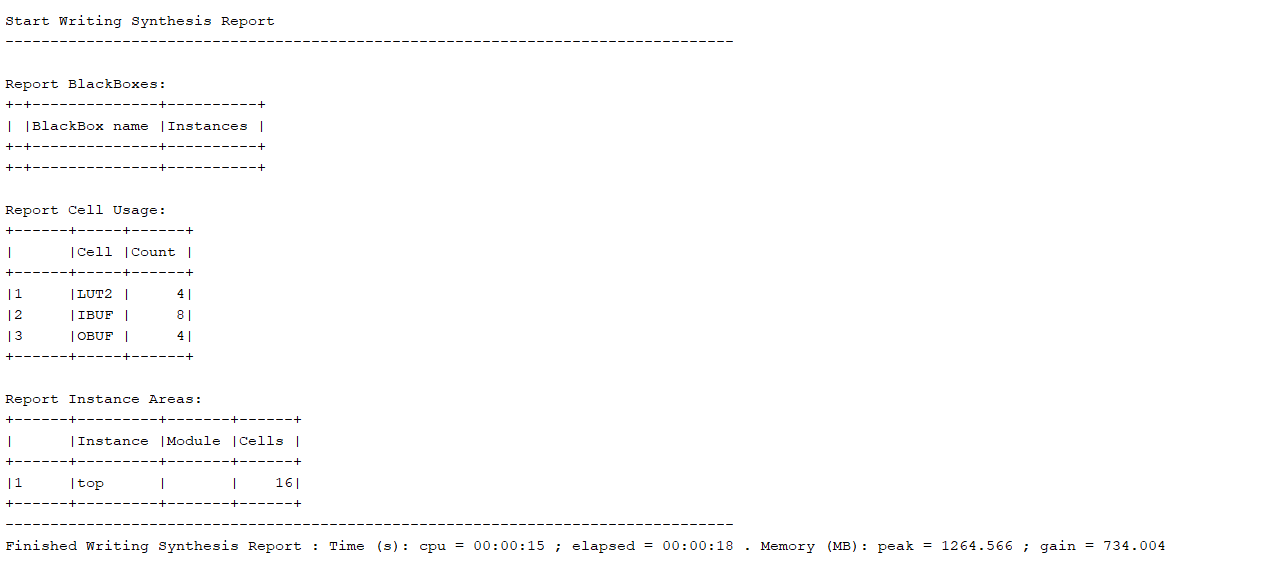 Start Writing Synthesis Report
---------------------------------------------------------------------------------

Report BlackBoxes:
+-+--------------+----------+
| |BlackBox name |Instances |
+-+--------------+----------+
+-+--------------+----------+

Report Cell Usage:
+------+-----+------+
|      |Cell |Count |
+------+-----+------+
|1     |LUT2 |     4|
|2     |IBUF |     8|
|3     |OBUF |     4|
+------+-----+------+

Report Instance Areas:
+------+---------+-------+------+
|      |Instance |Module |Cells |
+------+---------+-------+------+
|1     |top      |       |    16|
+------+---------+-------+------+
---------------------------------------------------------------------------------
Finished Writing Synthesis Report : Time (s): cpu = 00:00:15 ; elapsed = 00:00:18 . Memory (MB): peak = 1264.566 ; gain = 734.004